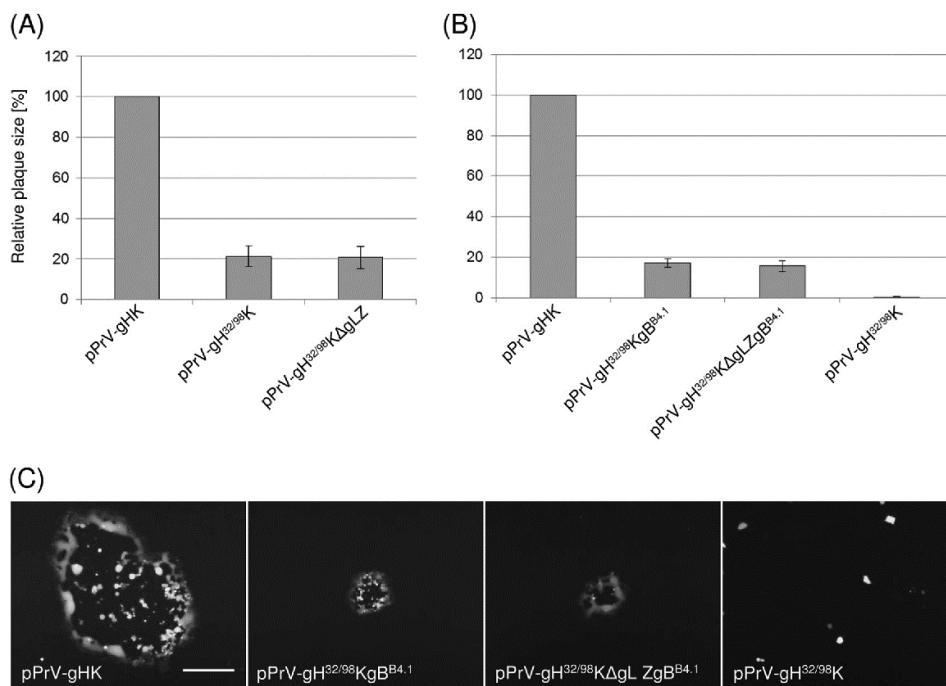 (A)
Relative plaque size [%]
120
100
80
60
40
20
0
pPrV-gHK
pPrV-gH³²/⁹⁸K
pPrV-gH³²/⁹⁸KΔgLZ
(B)
120
100
80
60
40
20
0
pPrV-gHK
pPrV-gH³²/⁹⁸KgBᴮ⁴·¹
pPrV-gH³²/⁹⁸KΔgLZgBᴮ⁴·¹
pPrV-gH³²/⁹⁸K
(C)
pPrV-gHK
pPrV-gH³²/⁹⁸KgBᴮ⁴·¹
pPrV-gH³²/⁹⁸KΔgL ZgBᴮ⁴·¹
pPrV-gH³²/⁹⁸K